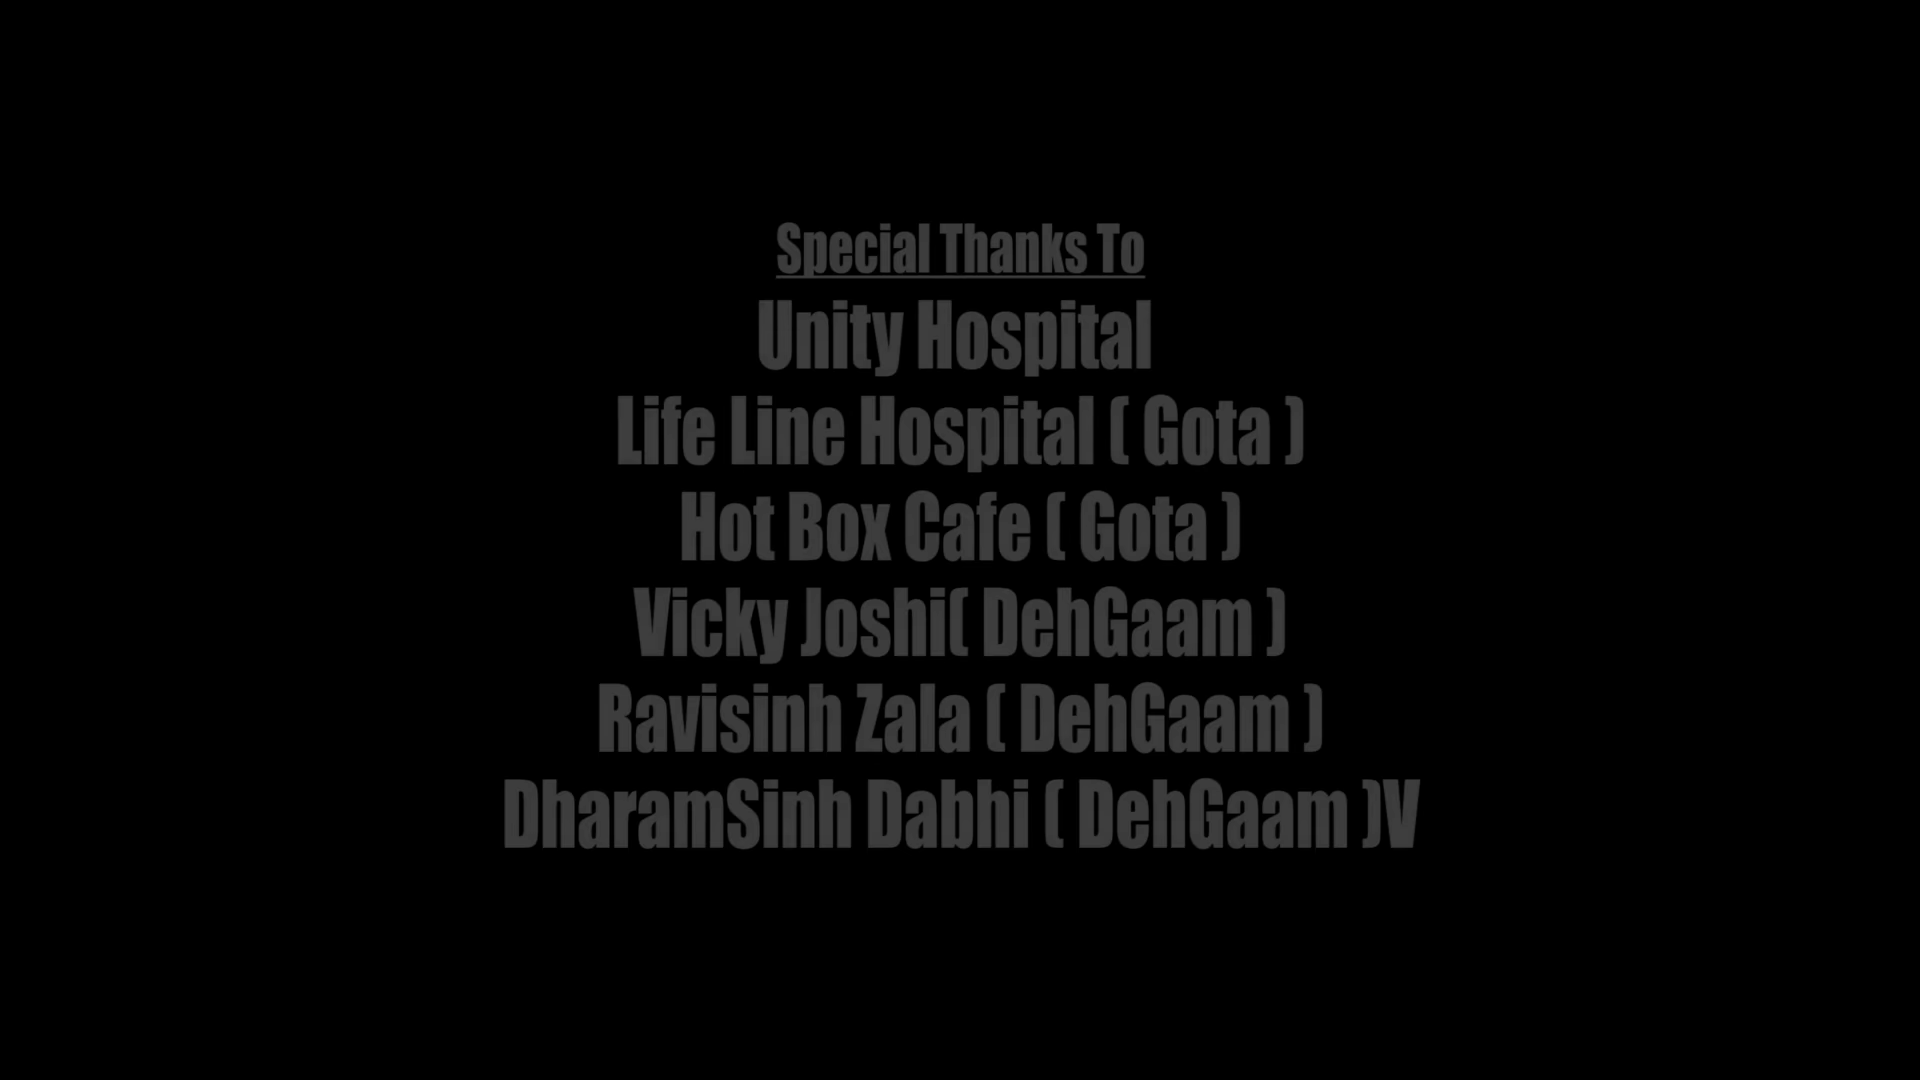 Special Thanks To
Unity Hospital
Life Line Hospital ( Gota )
Hot Box Cafe ( Gota )
Vicky Joshi( DehGaam )
Ravisinh Zala ( DehGaam )
DharamSinh Dabhi ( DehGaam )V